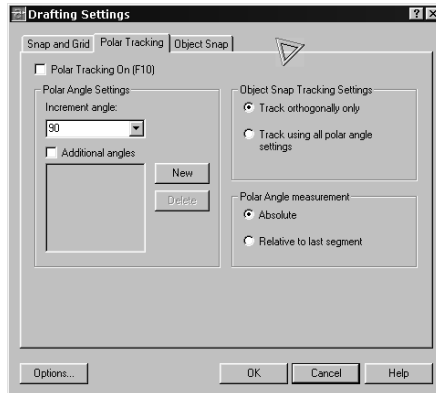 Drafting Settings
Snap and Grid Polar Tracking Object Snap
Polar Tracking On (F10)
Polar Angle Settings
Increment angle:
90
Additional angles
New
Delete
Object Snap Tracking Settings
Track orthogonally only
Track using all polar angle
settings
Polar Angle measurement
Absolute
Relative to last segment
Options... OK Cancel Help